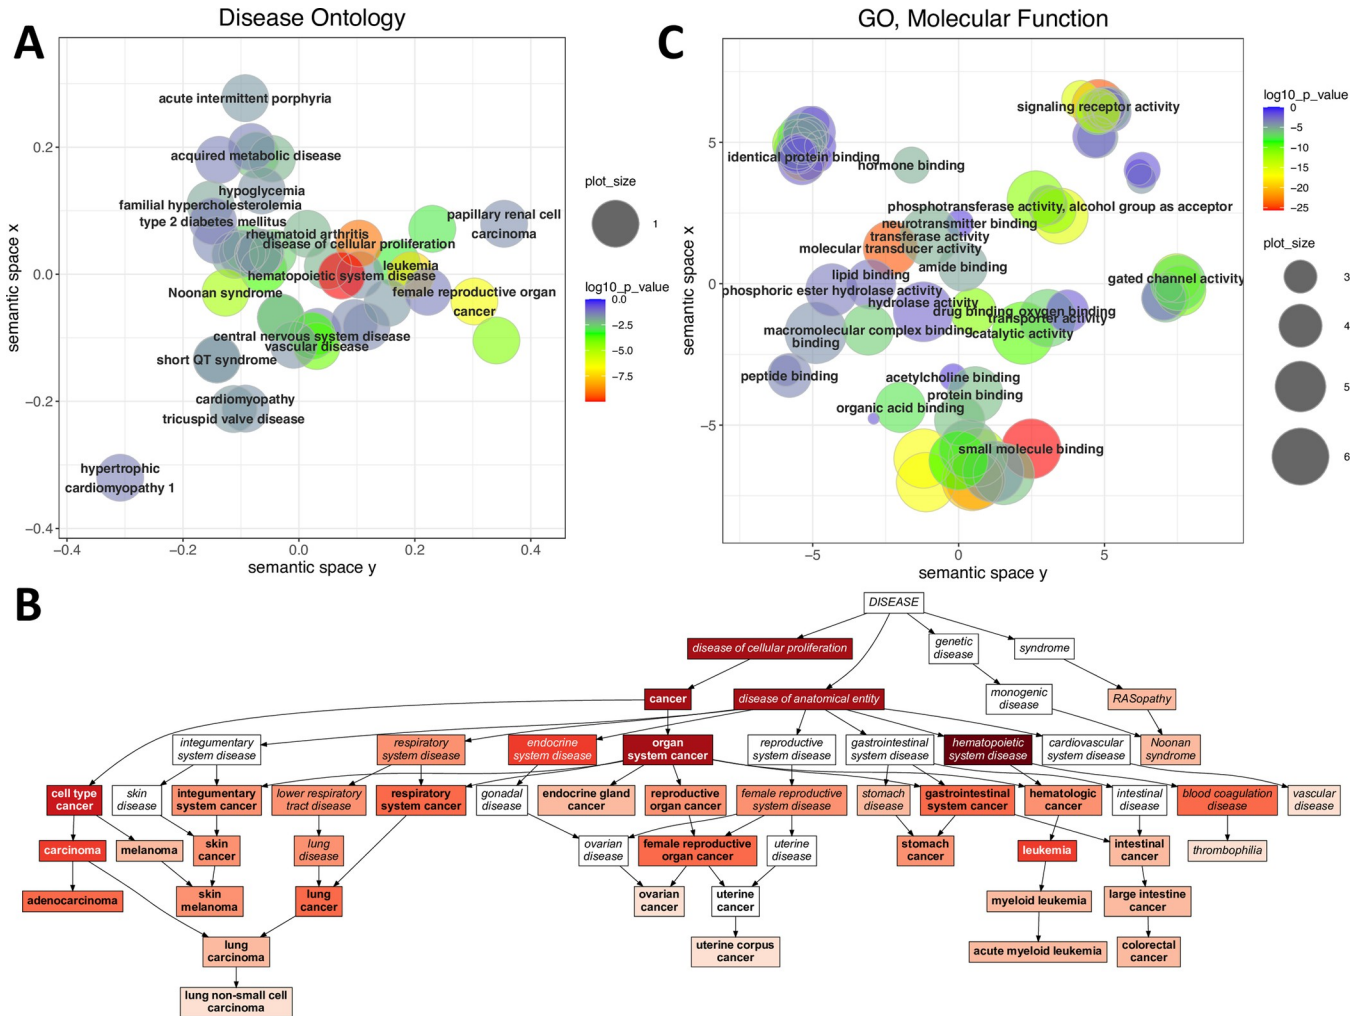 A
Disease Ontology
0.2
0.0
−0.2
−0.4
−0.4
−0.2
0.0
0.2
0.4
semantic space x
semantic space y
acute intermittent porphyria
acquired metabolic disease
hypoglycemia
familial hypercholesterolemia
type 2 diabetes mellitus
papillary renal cell
carcinoma
rheumatoid arthritis
disease of cellular proliferation
leukemia
hematopoietic system disease
Noonan syndrome
female reproductive organ
cancer
central nervous system disease
vascular disease
short QT syndrome
cardiomyopathy
tricuspid valve disease
hypertrophic
cardiomyopathy 1
plot_size
1
log10_p_value
0.0
−2.5
−5.0
−7.5
C
GO, Molecular Function
5
0
−5
−5
0
5
semantic space x
semantic space y
signaling receptor activity
identical protein binding
hormone binding
phosphotransferase activity, alcohol group as acceptor
neurotransmitter binding
transferase activity
molecular transducer activity
amide binding
lipid binding
gated channel activity
phosphoric ester hydrolase activity
hydrolase activity
drug binding
oxygen binding
transporter activity
macromolecular complex binding
catalytic activity
binding
peptide binding
acetylcholine binding
protein binding
organic acid binding
small molecule binding
log10_p_value
0
−5
−10
−15
−20
−25
plot_size
3
4
5
6
B
DISEASE
disease of cellular proliferation
genetic
disease
syndrome
cancer
disease of anatomical entity
monogenic
disease
RASopathy
integumentary
system disease
respiratory
system disease
endocrine
system disease
organ
system cancer
reproductive
system disease
gastrointestinal
system disease
hematopoietic
system disease
cardiovascular
system disease
Noonan
syndrome
cell type
cancer
skin
disease
integumentary
system cancer
lower respiratory
tract disease
respiratory
system cancer
gonadal
disease
endocrine gland
cancer
reproductive
organ cancer
female reproductive
system disease
stomach
disease
gastrointestinal
system cancer
hematologic
cancer
intestinal
disease
blood coagulation
disease
vascular
disease
carcinoma
melanoma
skin
cancer
lung
disease
ovarian
disease
female reproductive
organ cancer
uterine
disease
stomach
cancer
leukemia
intestinal
cancer
thrombophilia
adenocarcinoma
skin
melanoma
lung
cancer
ovarian
cancer
uterine
cancer
myeloid leukemia
large intestine
cancer
lung
carcinoma
uterine corpus
cancer
acute myeloid leukemia
colorectal
cancer
lung non-small cell
carcinoma